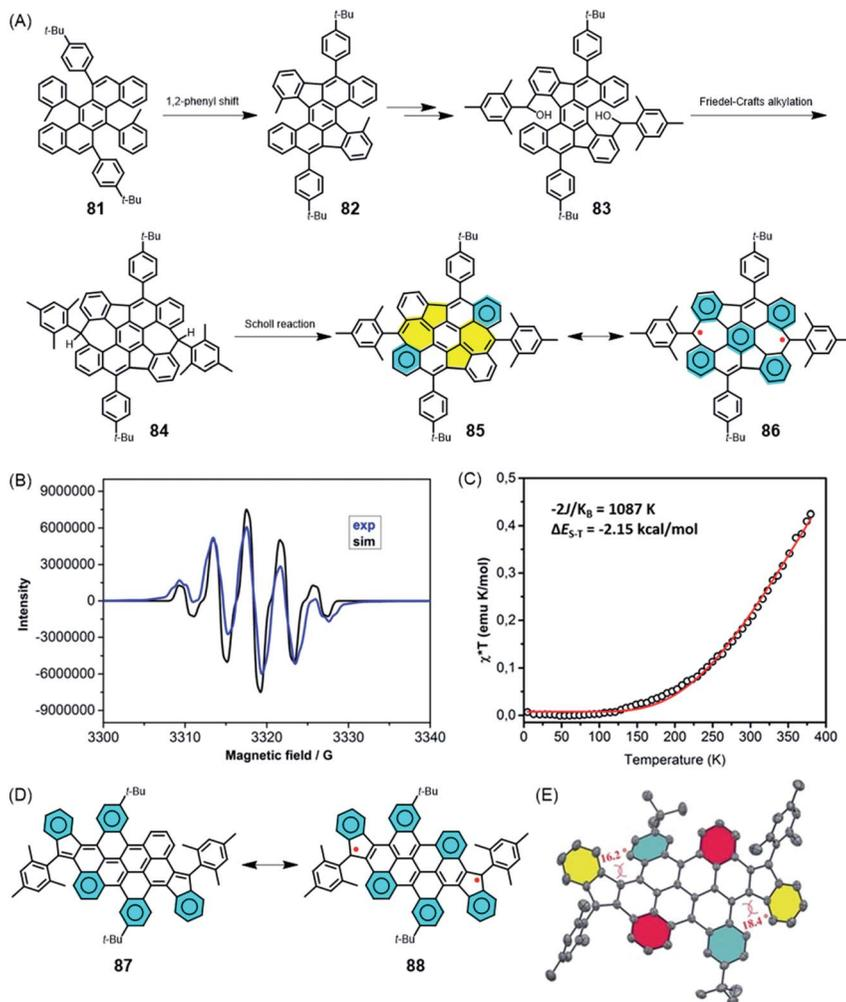 (A)
t-Bu
t-Bu
1,2-phenyl shift
t-Bu
t-Bu
t-Bu
OH
HO
t-Bu
Friedel-Crafts alkylation
81
82
83
t-Bu
H
H
t-Bu
Scholl reaction
t-Bu
t-Bu
t-Bu
t-Bu
84
85
86
(B)
9000000
6000000
3000000
0
-3000000
-6000000
-9000000
Intensity
exp
sim
3300
3310
3320
3330
3340
Magnetic field / G
(C)
0,5
0,4
0,3
0,2
0,1
0,0
χ*T (emu K/mol)
-2J/KB = 1087 K
ΔES-T = -2.15 kcal/mol
0
50
100
150
200
250
300
350
400
Temperature (K)
(D)
t-Bu
t-Bu
t-Bu
t-Bu
87
88
(E)
16.2°
18.4°